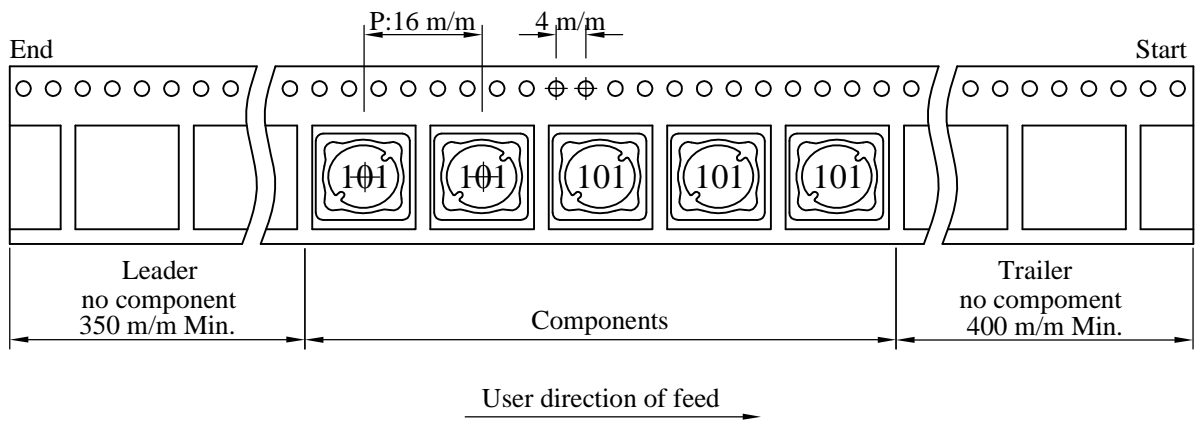 P:16 m/m
4 m/m
End
Start
101
101
101
101
101
Leader
no component
350 m/m Min.
Components
Trailer
no compoment
400 m/m Min.
User direction of feed